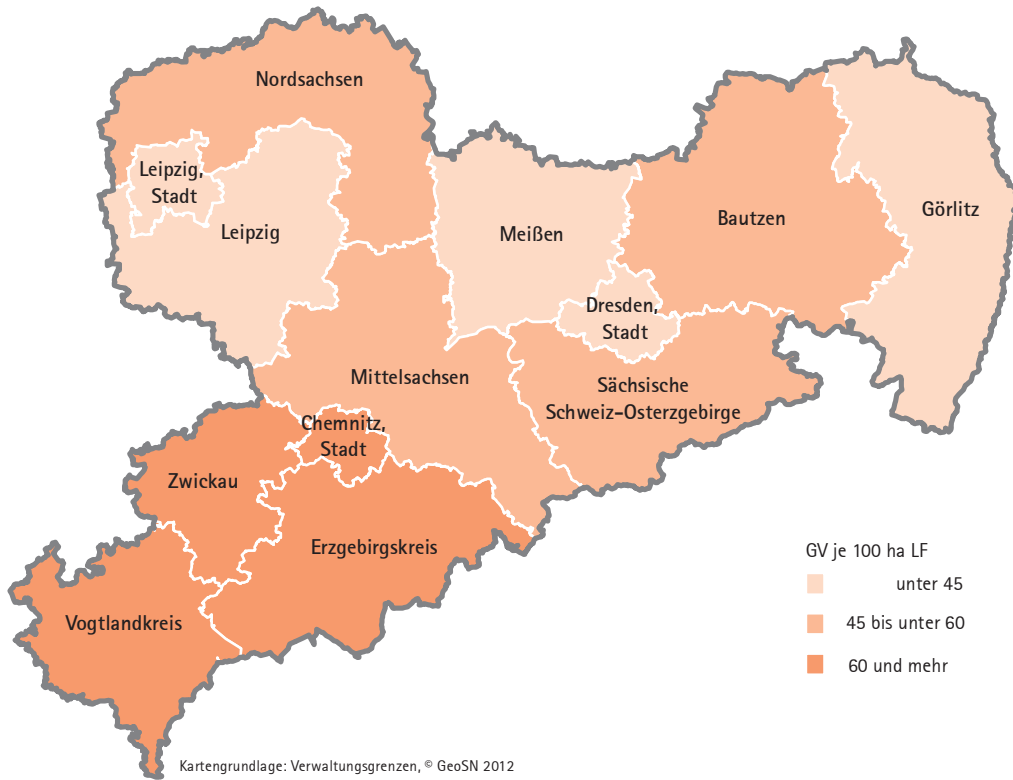 Nordsachsen
Leipzig,
Stadt
Leipzig
Meißen
Bautzen
Görlitz
Dresden,
Stadt
Mittelsachsen
Sächsische
Schweiz-Osterzgebirge
Chemnitz,
Stadt
Zwickau
Erzgebirgskreis
Vogtlandkreis
GV je 100 ha LF
unter 45
45 bis unter 60
60 und mehr
Kartengrundlage: Verwaltungsgrenzen, © GeoSN 2012